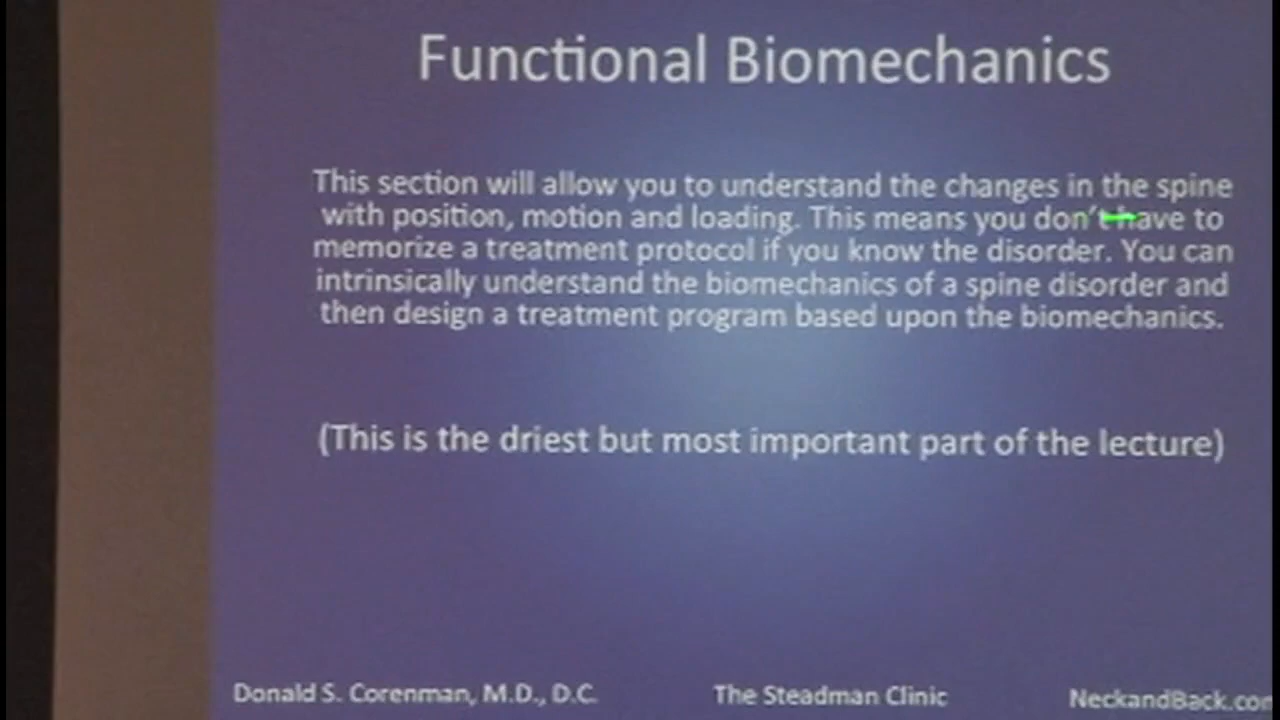 Functional Biomechanics
This section will allow you to understand the changes in the spine
with position, motion and loading. This means you don't have to
memorize a treatment protocol if you know the disorder. You can
intrinsically understand the biomechanics of a spine disorder and
then design a treatment program based upon the biomechanics.
(This is the driest but most important part of the lecture)
Donald S. Corenman, M.D., D.C. The Steadman Clinic NeckandBack.com